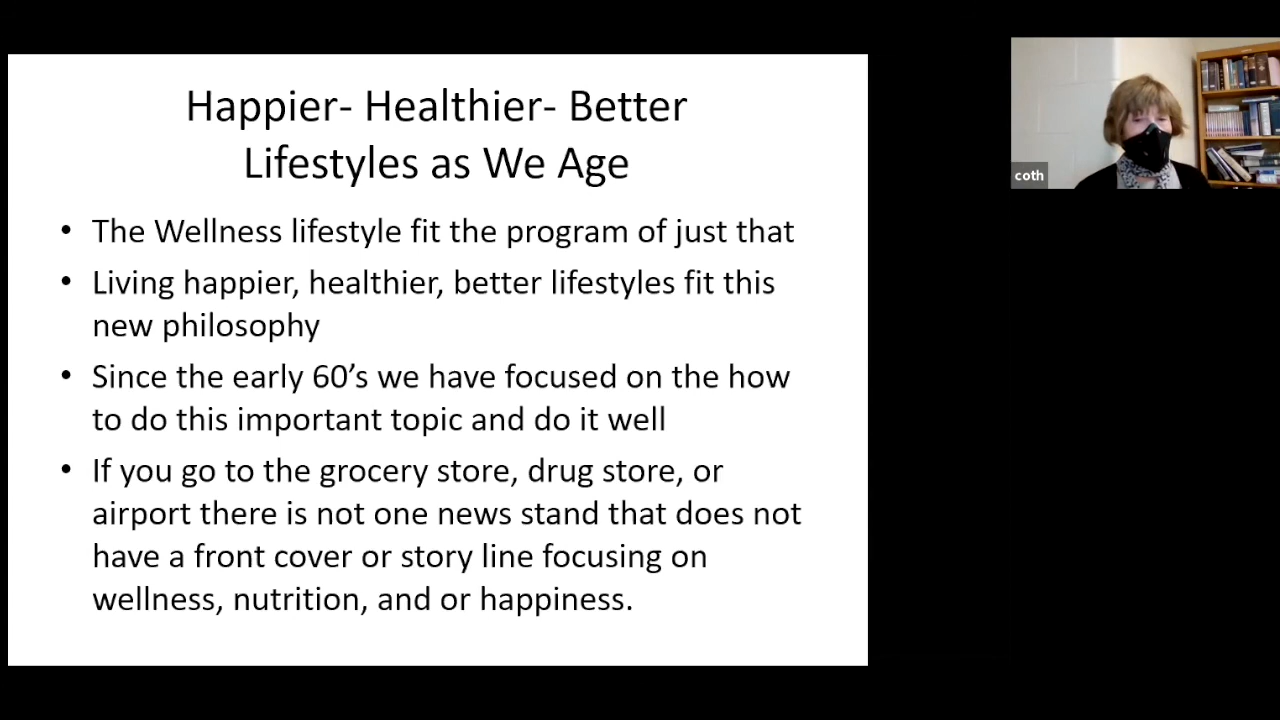 Happier- Healthier- Better
Lifestyles as We Age
• The Wellness lifestyle fit the program of just that
• Living happier, healthier, better lifestyles fit this
new philosophy
• Since the early 60’s we have focused on the how
to do this important topic and do it well
• If you go to the grocery store, drug store, or
airport there is not one news stand that does not
have a front cover or story line focusing on
wellness, nutrition, and or happiness.
coth